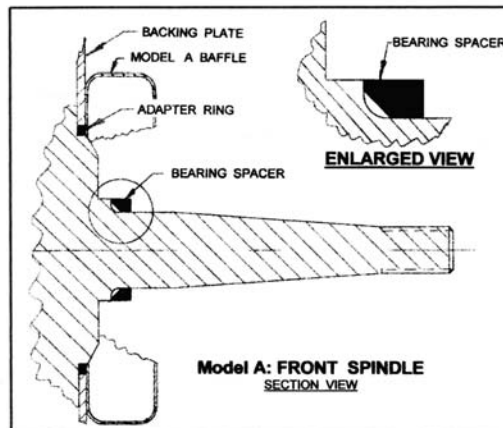 BACKING PLATE
MODEL A BAFFLE
BEARING SPACER
ADAPTER RING
ENLARGED VIEW
BEARING SPACER
Model A: FRONT SPINDLE
SECTION VIEW